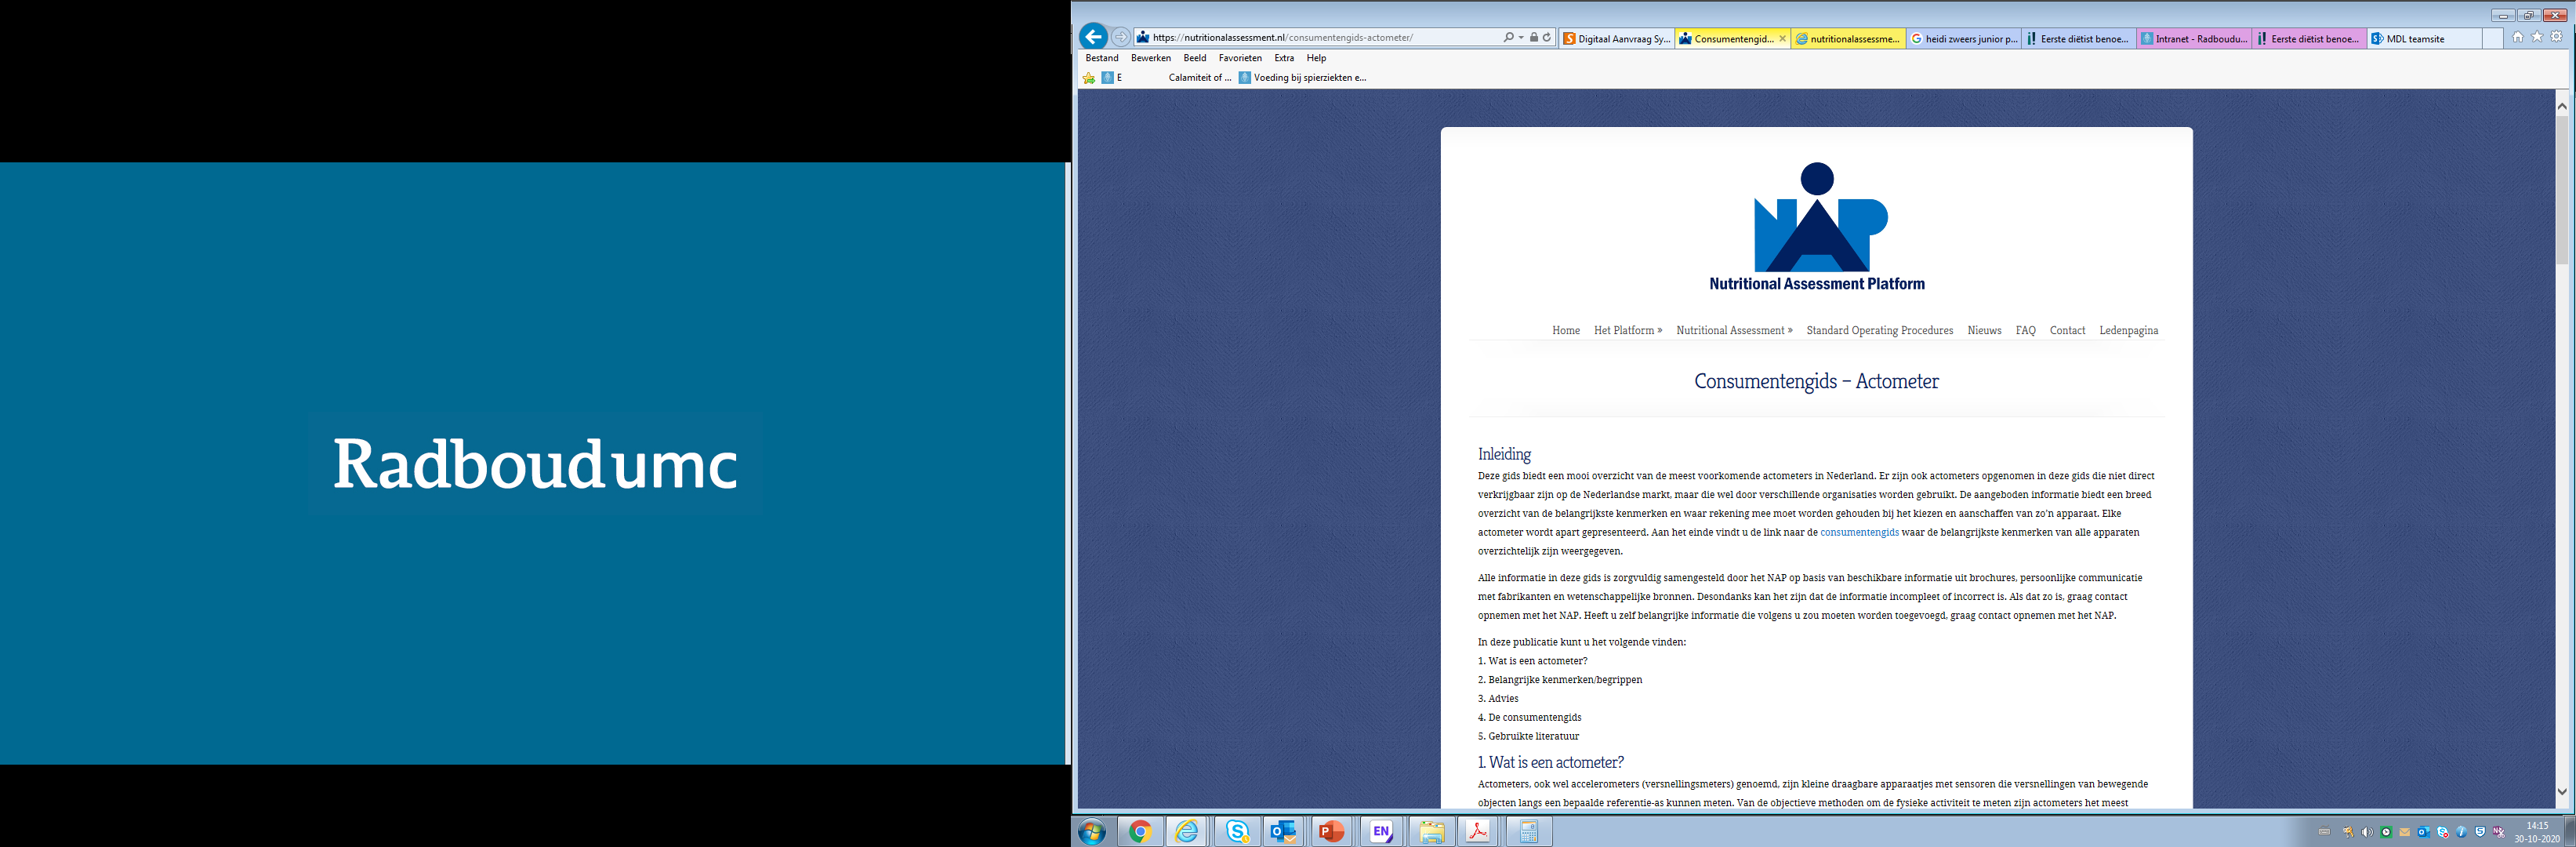 Radboudumc
https://nutritionalassessment.nl/consumentengids-actometer/
Digitaal Aanvraag Sy...
Consumentengid...
nutritionalassessme...
heidi zweers junior p...
Eerste diëtist benoe...
Intranet - Radboudu...
Eerste diëtist benoe...
MDL teamsite
Bestand Bewerken Beeld Favorieten Extra Help
E Calamiteit of ... Voeding bij spierziekten e...
NAP
Nutritional Assessment Platform
Home Het Platform » Nutritional Assessment » Standard Operating Procedures Nieuws FAQ Contact Ledenpagina
Consumentengids – Actometer
Inleiding
Deze gids biedt een mooi overzicht van de meest voorkomende actometers in Nederland. Er zijn ook actometers opgenomen in deze gids die niet direct
verkrijgbaar zijn op de Nederlandse markt, maar die wel door verschillende organisaties worden gebruikt. De aangeboden informatie biedt een breed
overzicht van de belangrijkste kenmerken en waar rekening mee moet worden gehouden bij het kiezen en aanschaffen van zo'n apparaat. Elke
actometer wordt apart gepresenteerd. Aan het einde vindt u de link naar de consumentengids waar de belangrijkste kenmerken van alle apparaten
overzichtelijk zijn weergegeven.
Alle informatie in deze gids is zorgvuldig samengesteld door het NAP op basis van beschikbare informatie uit brochures, persoonlijke communicatie
met fabrikanten en wetenschappelijke bronnen. Desondanks kan het zijn dat de informatie incompleet of incorrect is. Als dat zo is, graag contact
opnemen met het NAP. Heeft u zelf belangrijke informatie die volgens u zou moeten worden toegevoegd, graag contact opnemen met het NAP.
In deze publicatie kunt u het volgende vinden:
1. Wat is een actometer?
2. Belangrijke kenmerken/begrippen
3. Advies
4. De consumentengids
5. Gebruikte literatuur
1. Wat is een actometer?
Actometers, ook wel accelerometers (versnellingsmeters) genoemd, zijn kleine draagbare apparaatjes met sensoren die versnellingen van bewegende
objecten langs een bepaalde referentie-as kunnen meten. Van de objectieve methoden om de fysieke activiteit te meten zijn actometers het meest
EN
14:15
30-10-2020